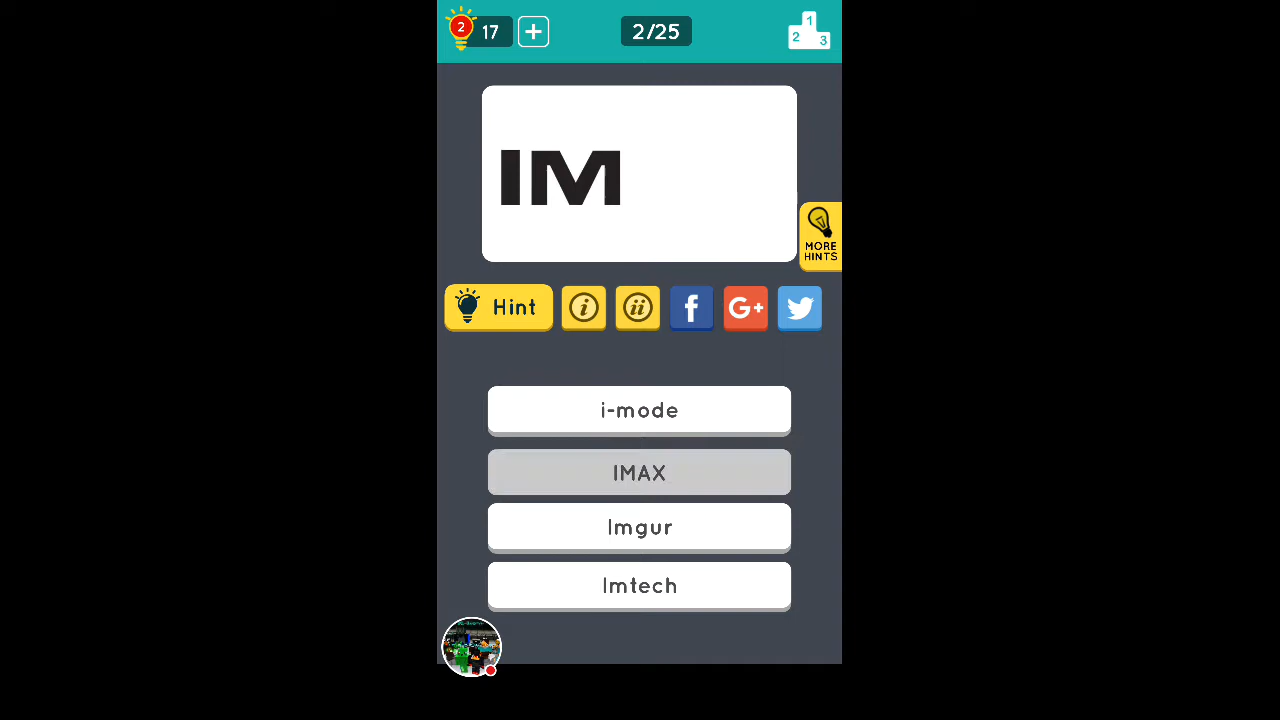 2 17 + 2/25 1 2 3
IM
MORE
HINTS
Hint i ii f G+
i-mode
IMAX
Imgur
Imtech